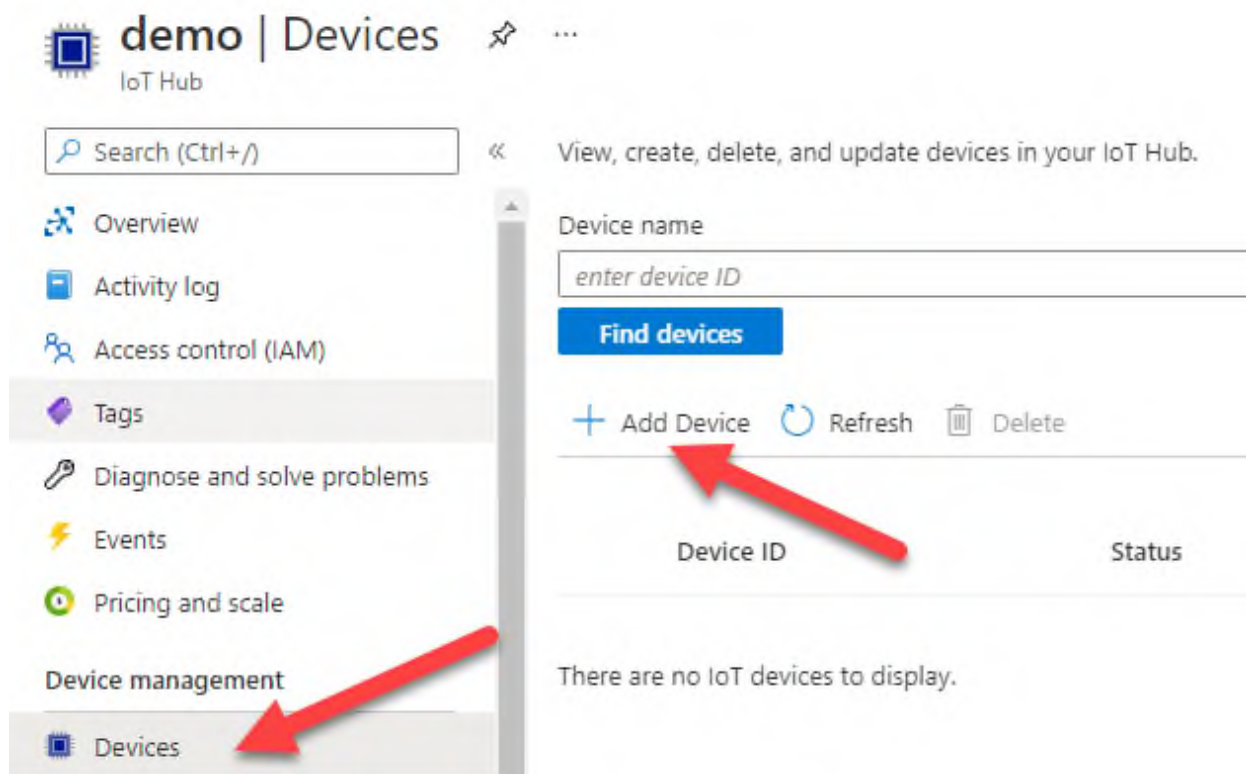 demo | Devices
IoT Hub
Search (Ctrl+/)
Overview
Activity log
Access control (IAM)
Tags
Diagnose and solve problems
Events
Pricing and scale
Device management
Devices
View, create, delete, and update devices in your IoT Hub.
Device name
enter device ID
Find devices
Add Device Refresh Delete
Device ID Status
There are no IoT devices to display.